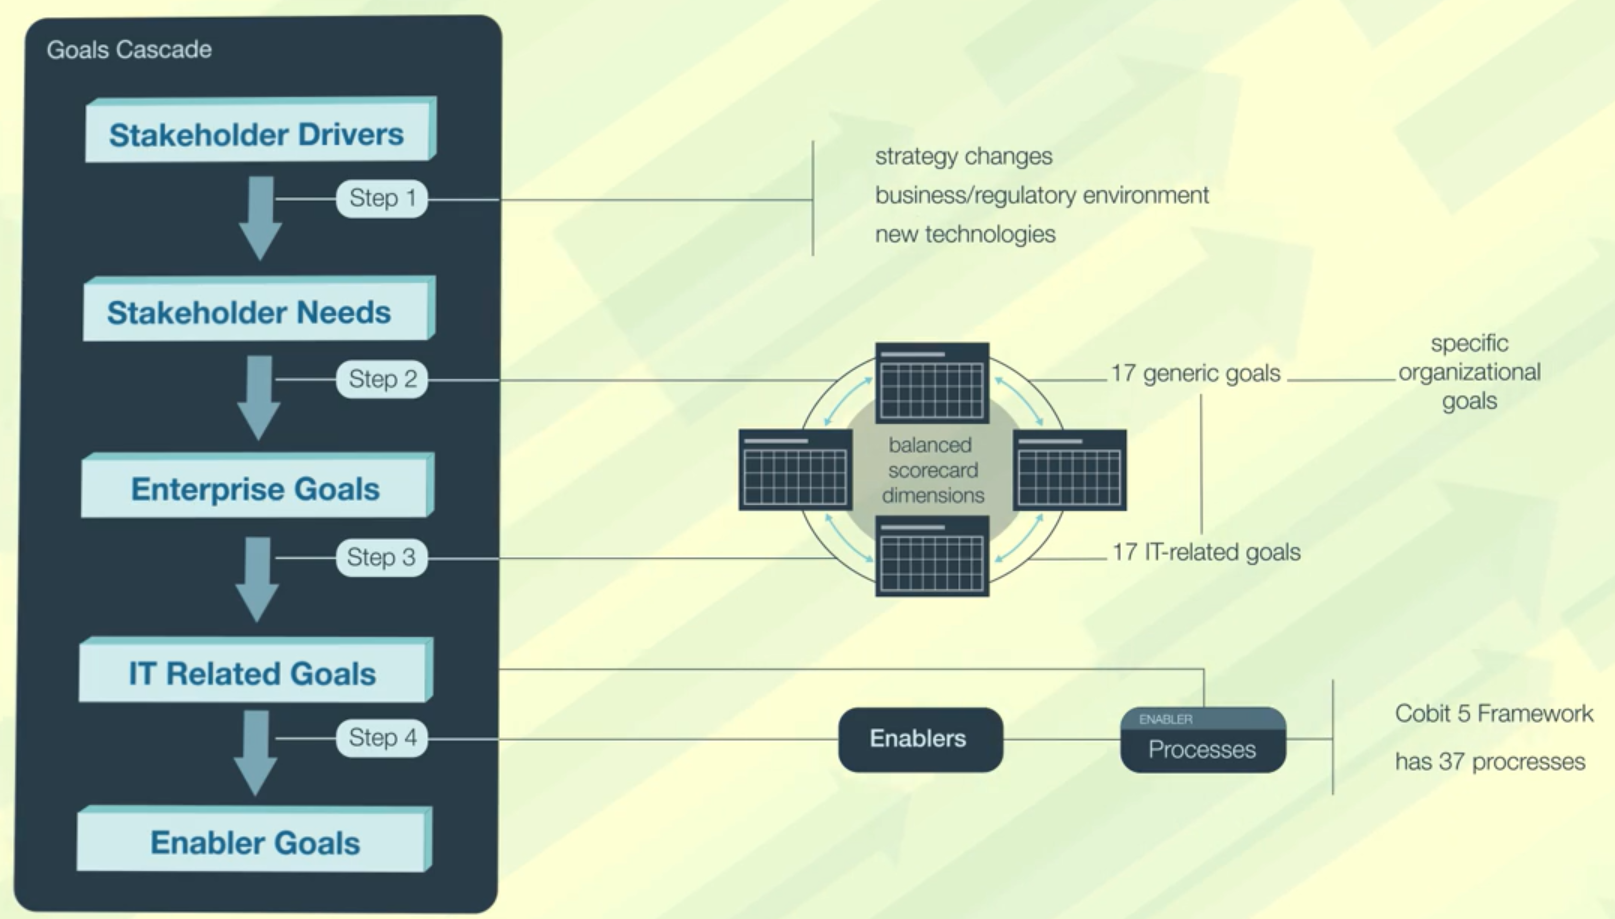 Goals Cascade
Stakeholder Drivers
Step 1
strategy changes
business/regulatory environment
new technologies
Stakeholder Needs
Step 2
17 generic goals
specific
organizational
goals
balanced
scorecard
dimensions
Enterprise Goals
Step 3
17 IT-related goals
IT Related Goals
Step 4
Enablers
ENABLER
Processes
Cobit 5 Framework
has 37 procresses
Enabler Goals